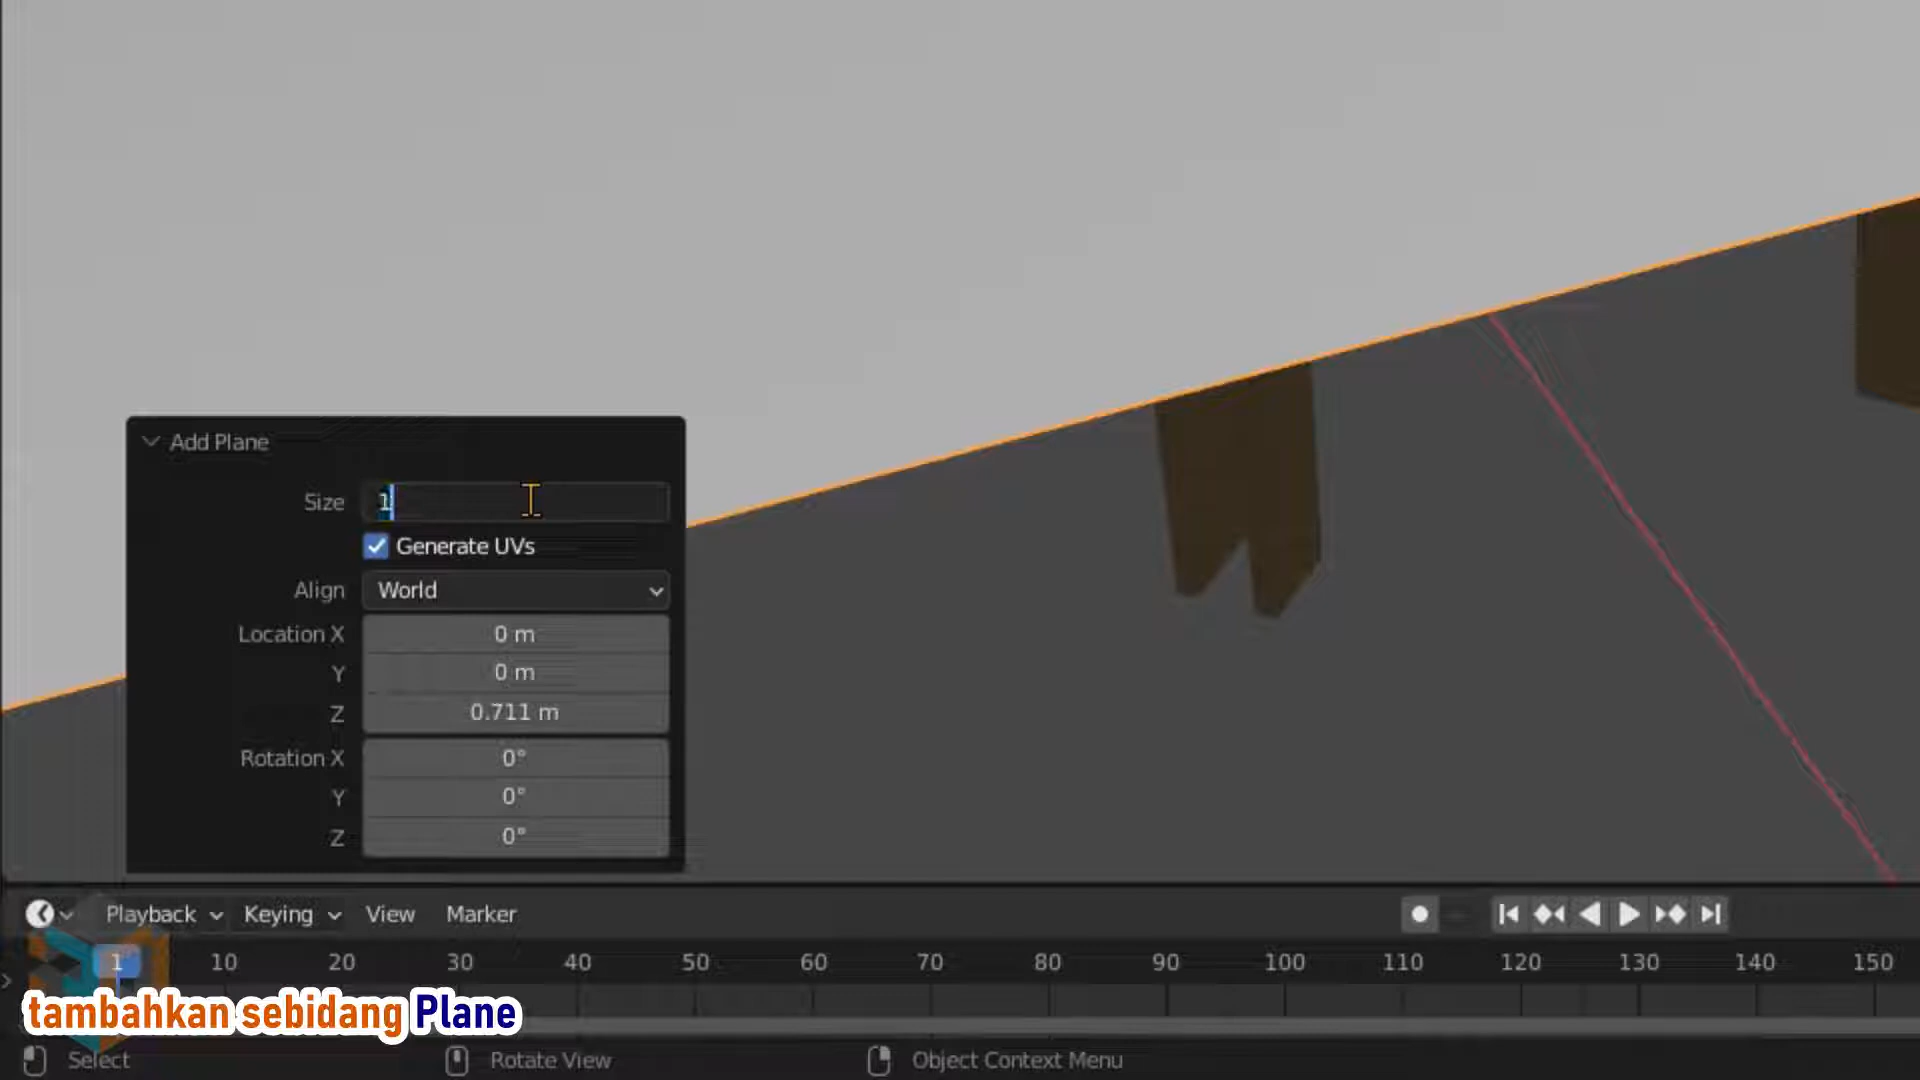 Add Plane
Size 1
Generate UVs
Align World
Location X 0 m
Y 0 m
Z 0.711 m
Rotation X 0°
Y 0°
Z 0°
Playback Keying View Marker
1 10 20 30 40 50 60 70 80 90 100 110 120 130 140 150
tambahkan sebidang Plane
Select Rotate View Object Context Menu